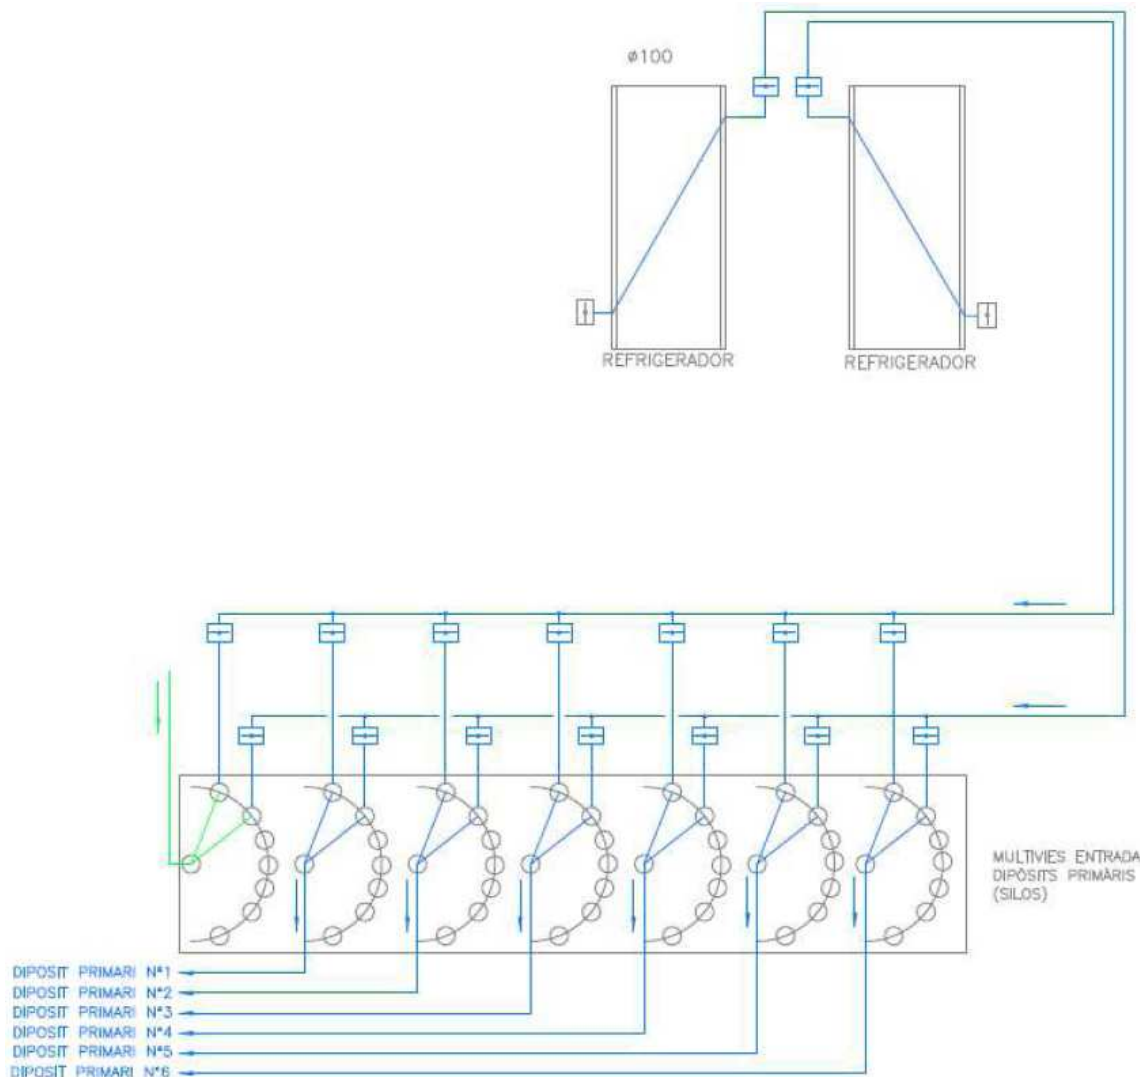 ø100
REFRIGERADOR
REFRIGERADOR
MULTIVIES ENTRADA
DIPÒSITS PRIMÀRIS
(SILOS)
DIPOSIT PRIMARI Nº1
DIPOSIT PRIMARI Nº2
DIPOSIT PRIMARI Nº3
DIPOSIT PRIMARI Nº4
DIPOSIT PRIMARI Nº5
DIPOSIT PRIMARI Nº6